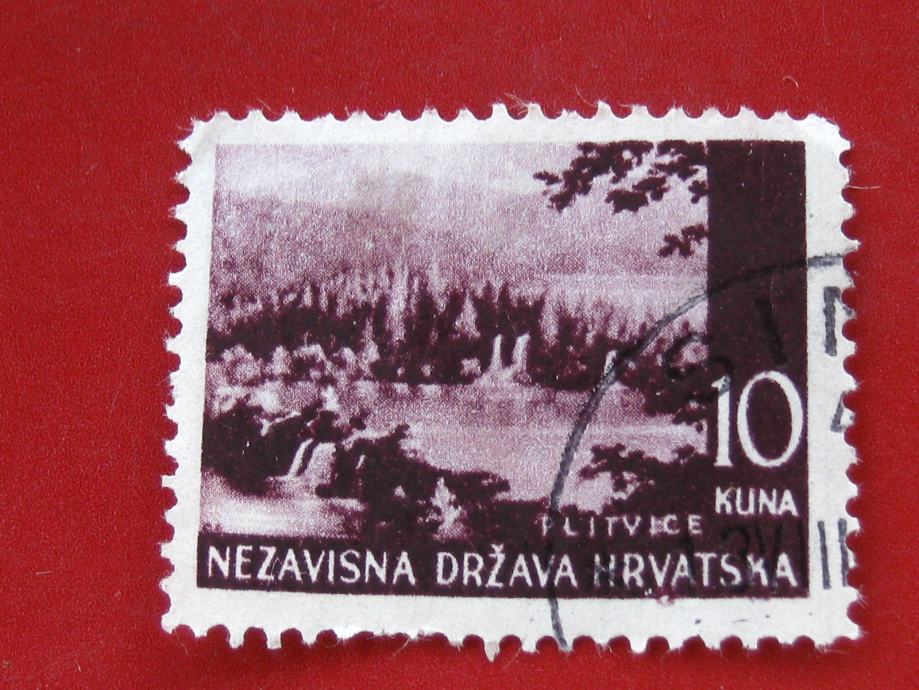 10
KUNA
PLITVICE
NEZAVISNA DRŽAVA HRVATSKA